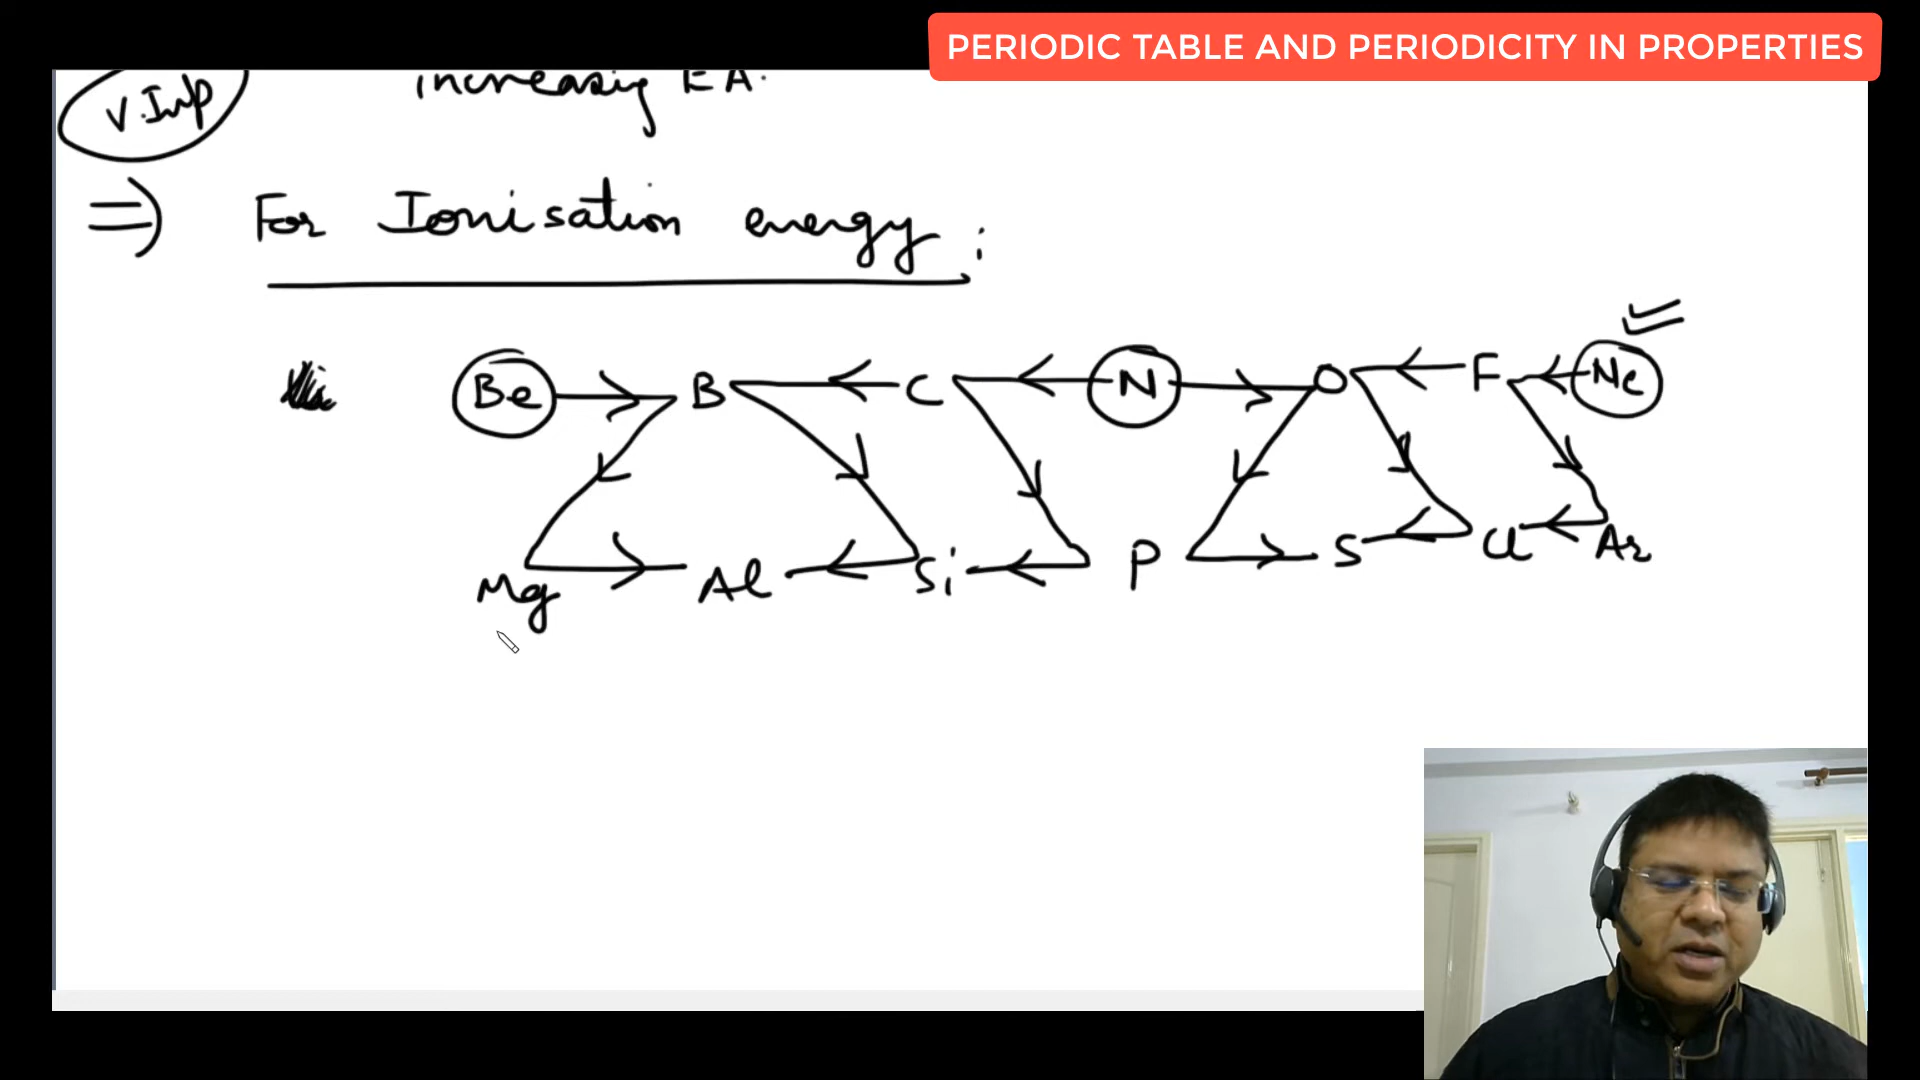 PERIODIC TABLE AND PERIODICITY IN PROPERTIES
increasing EA.
V.Imp
⇒ For Ionisation energy :
Be → B ← C ← N → O ← F ← Ne
Mg → Al ← Si ← P → S ← Cl ← Ar